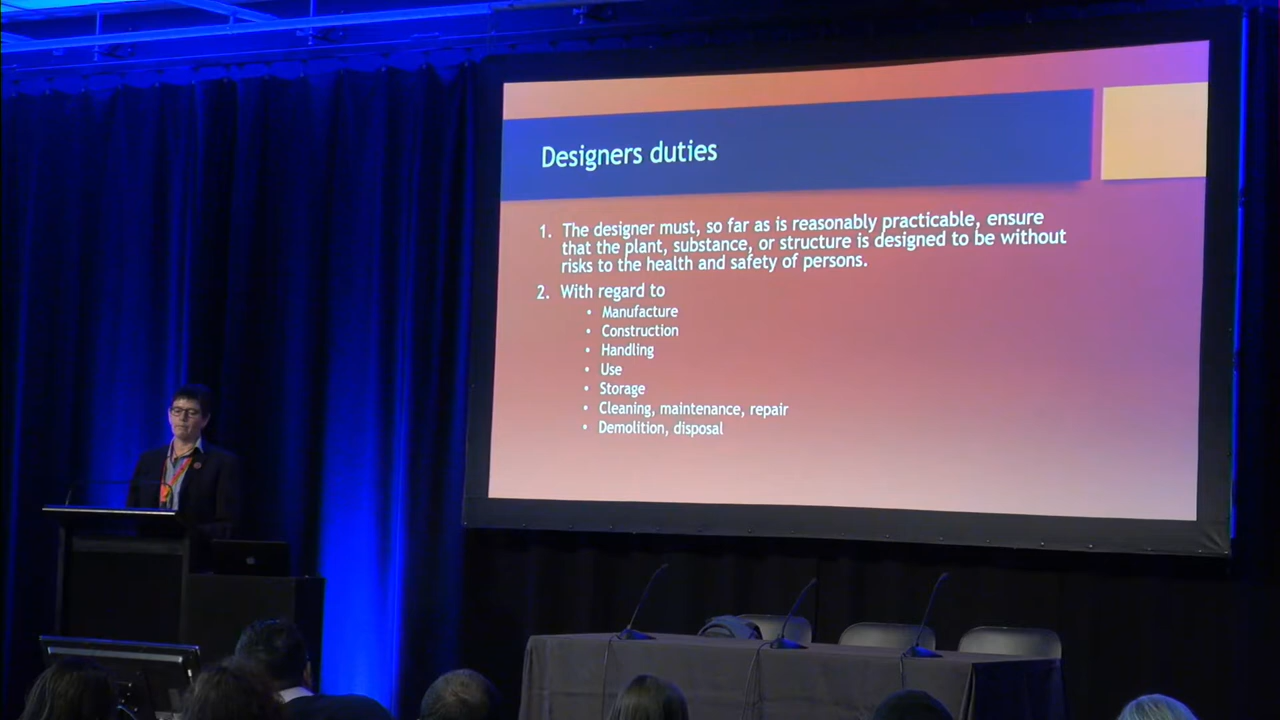 Designers duties
1. The designer must, so far as is reasonably practicable, ensure
that the plant, substance, or structure is designed to be without
risks to the health and safety of persons.
2. With regard to
• Manufacture
• Construction
• Handling
• Use
• Storage
• Cleaning, maintenance, repair
• Demolition, disposal